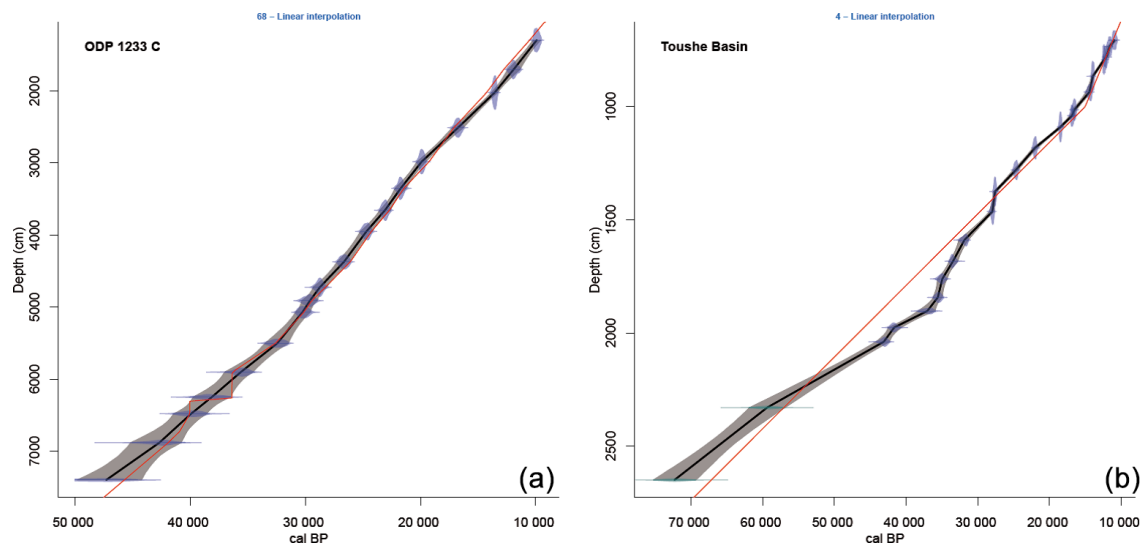 68 – Linear interpolation
ODP 1233 C
Depth (cm)
2000
3000
4000
5000
6000
7000
50 000 40 000 30 000 20 000 10 000
cal BP
(a)
4 – Linear interpolation
Toushe Basin
Depth (cm)
1000
1500
2000
2500
70 000 60 000 50 000 40 000 30 000 20 000 10 000
cal BP
(b)